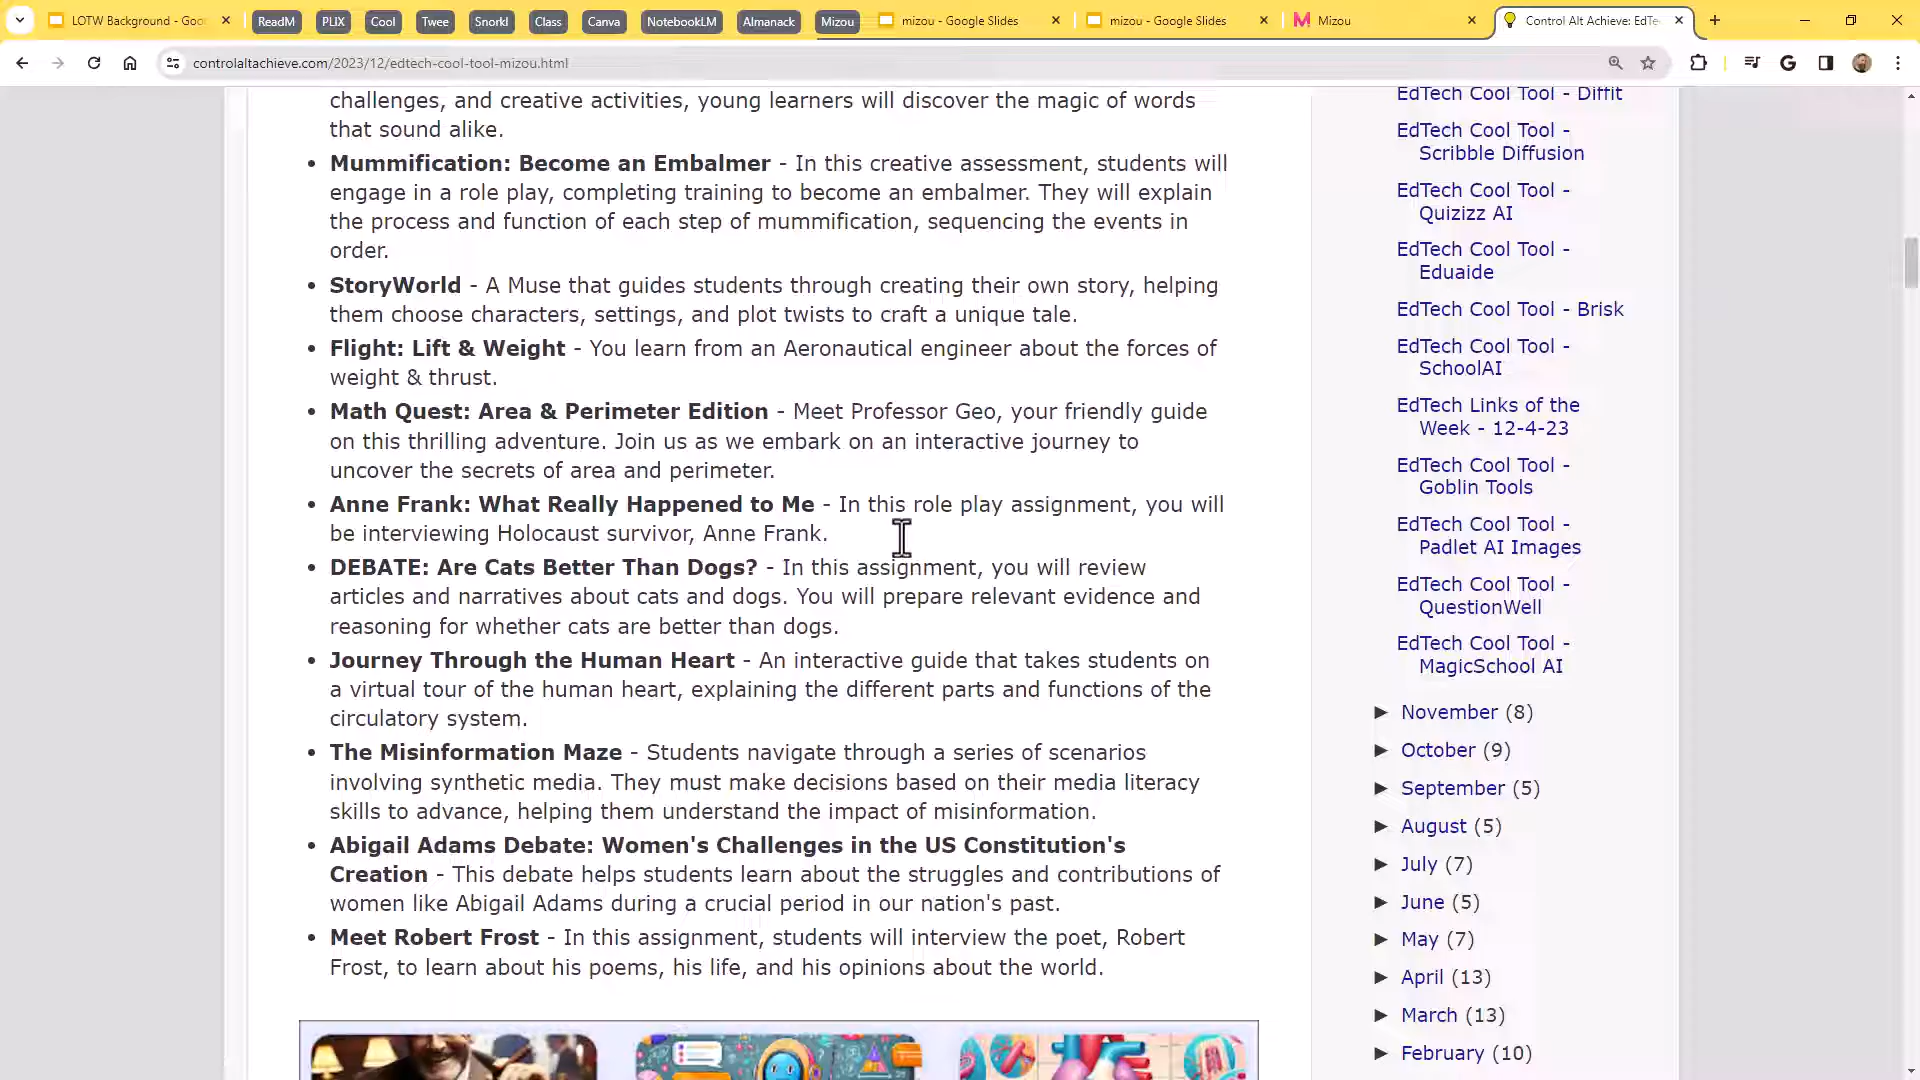 LOTW Background - Goo
ReadM
PLIX
Cool
Twee
Snorkl
Class
Canva
NotebookLM
Almanack
Mizou
mizou - Google Slides
mizou - Google Slides
Mizou
Control Alt Achieve: EdTe
controlaltachieve.com/2023/12/edtech-cool-tool-mizou.html
challenges, and creative activities, young learners will discover the magic of words
that sound alike.
• Mummification: Become an Embalmer - In this creative assessment, students will
engage in a role play, completing training to become an embalmer. They will explain
the process and function of each step of mummification, sequencing the events in
order.
• StoryWorld - A Muse that guides students through creating their own story, helping
them choose characters, settings, and plot twists to craft a unique tale.
• Flight: Lift & Weight - You learn from an Aeronautical engineer about the forces of
weight & thrust.
• Math Quest: Area & Perimeter Edition - Meet Professor Geo, your friendly guide
on this thrilling adventure. Join us as we embark on an interactive journey to
uncover the secrets of area and perimeter.
• Anne Frank: What Really Happened to Me - In this role play assignment, you will
be interviewing Holocaust survivor, Anne Frank.
• DEBATE: Are Cats Better Than Dogs? - In this assignment, you will review
articles and narratives about cats and dogs. You will prepare relevant evidence and
reasoning for whether cats are better than dogs.
• Journey Through the Human Heart - An interactive guide that takes students on
a virtual tour of the human heart, explaining the different parts and functions of the
circulatory system.
• The Misinformation Maze - Students navigate through a series of scenarios
involving synthetic media. They must make decisions based on their media literacy
skills to advance, helping them understand the impact of misinformation.
• Abigail Adams Debate: Women's Challenges in the US Constitution's
Creation - This debate helps students learn about the struggles and contributions of
women like Abigail Adams during a crucial period in our nation's past.
• Meet Robert Frost - In this assignment, students will interview the poet, Robert
Frost, to learn about his poems, his life, and his opinions about the world.
EdTech Cool Tool - Diffit
EdTech Cool Tool -
Scribble Diffusion
EdTech Cool Tool -
Quizizz AI
EdTech Cool Tool -
Eduaide
EdTech Cool Tool - Brisk
EdTech Cool Tool -
SchoolAI
EdTech Links of the
Week - 12-4-23
EdTech Cool Tool -
Goblin Tools
EdTech Cool Tool -
Padlet AI Images
EdTech Cool Tool -
QuestionWell
EdTech Cool Tool -
MagicSchool AI
► November (8)
► October (9)
► September (5)
► August (5)
► July (7)
► June (5)
► May (7)
► April (13)
► March (13)
► February (10)